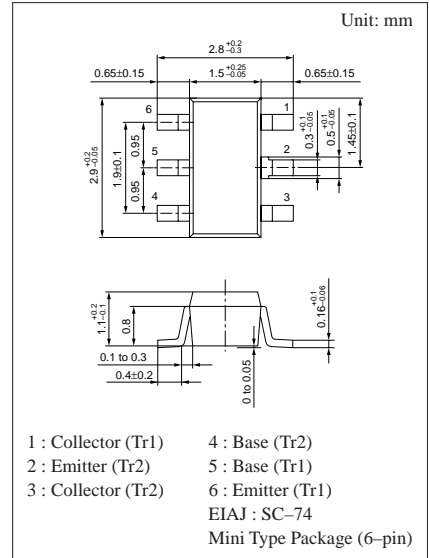 Unit: mm
2.8 +0.2 −0.3
0.65±0.15
1.5 +0.25 −0.05
0.65±0.15
6
1
5
2
4
3
2.9 +0.2 −0.05
1.9±0.1
0.95
0.95
0.3 +0.1 −0.05
0.5 +0.1 −0.05
1.45±0.1
1.1 +0.2 −0.1
0.8
0.16 +0.1 −0.06
0.1 to 0.3
0.4±0.2
0 to 0.05
1 : Collector (Tr1)
2 : Emitter (Tr2)
3 : Collector (Tr2)
4 : Base (Tr2)
5 : Base (Tr1)
6 : Emitter (Tr1)
EIAJ : SC–74
Mini Type Package (6–pin)